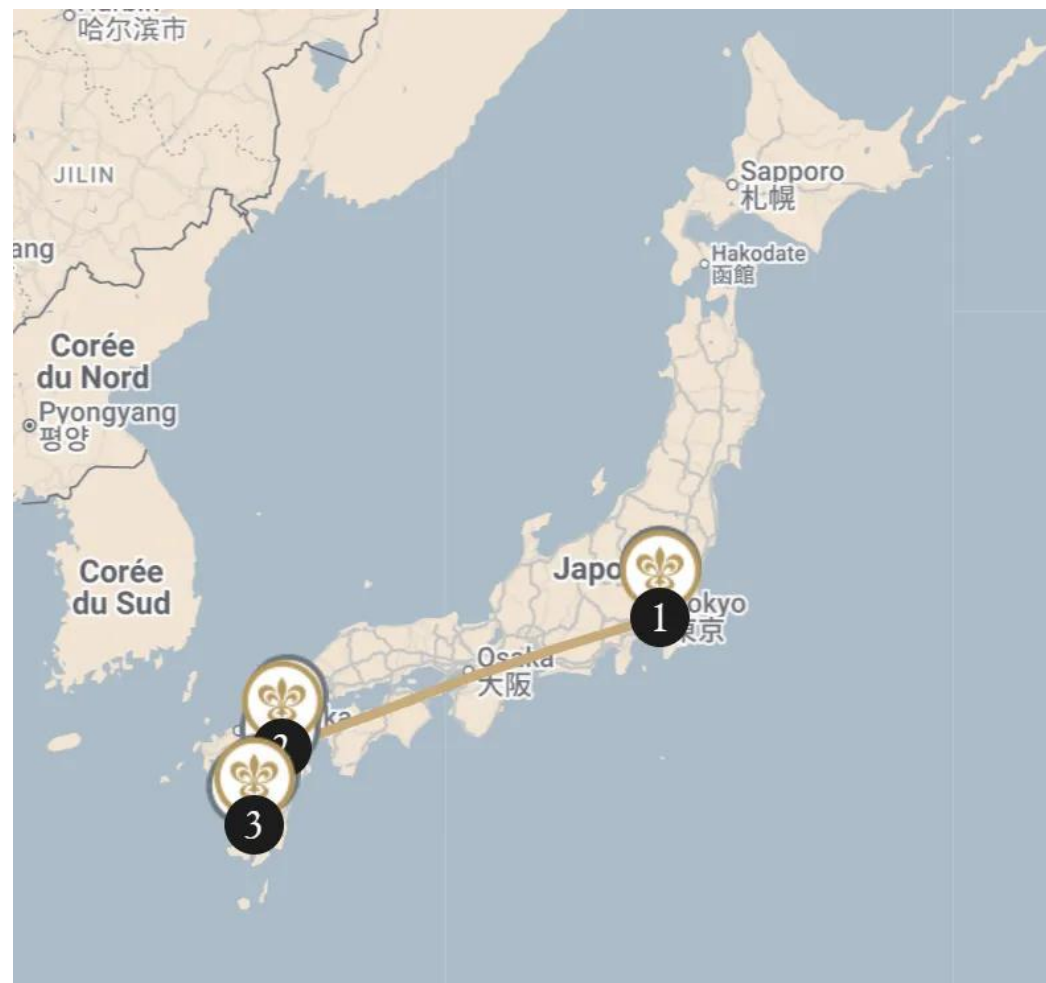 哈尔滨市
JILIN
ang
Sapporo
札幌
Hakodate
函館
Corée
du Nord
Pyongyang
평양
Corée
du Sud
Japo
1
okyo
東京
Osaka
大阪
ka
2
3